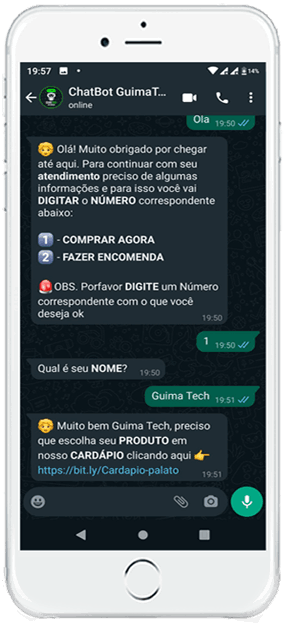 19:57
14%
ChatBot GuimaT...
online
Ola 19:50
Olá! Muito obrigado por chegar
até aqui. Para continuar com seu
atendimento preciso de algumas
informações e para isso você vai
DIGITAR o NÚMERO correspondente
abaixo:
1 - COMPRAR AGORA
2 - FAZER ENCOMENDA
OBS. Porfavor DIGITE um Número
correspondente com o que você
deseja ok
19:50
1 19:50
Qual é seu NOME? 19:50
Guima Tech 19:51
Muito bem Guima Tech, preciso
que escolha seu PRODUTO em
nosso CARDÁPIO clicando aqui 👉
https://bit.ly/Cardapio-palato 19:51